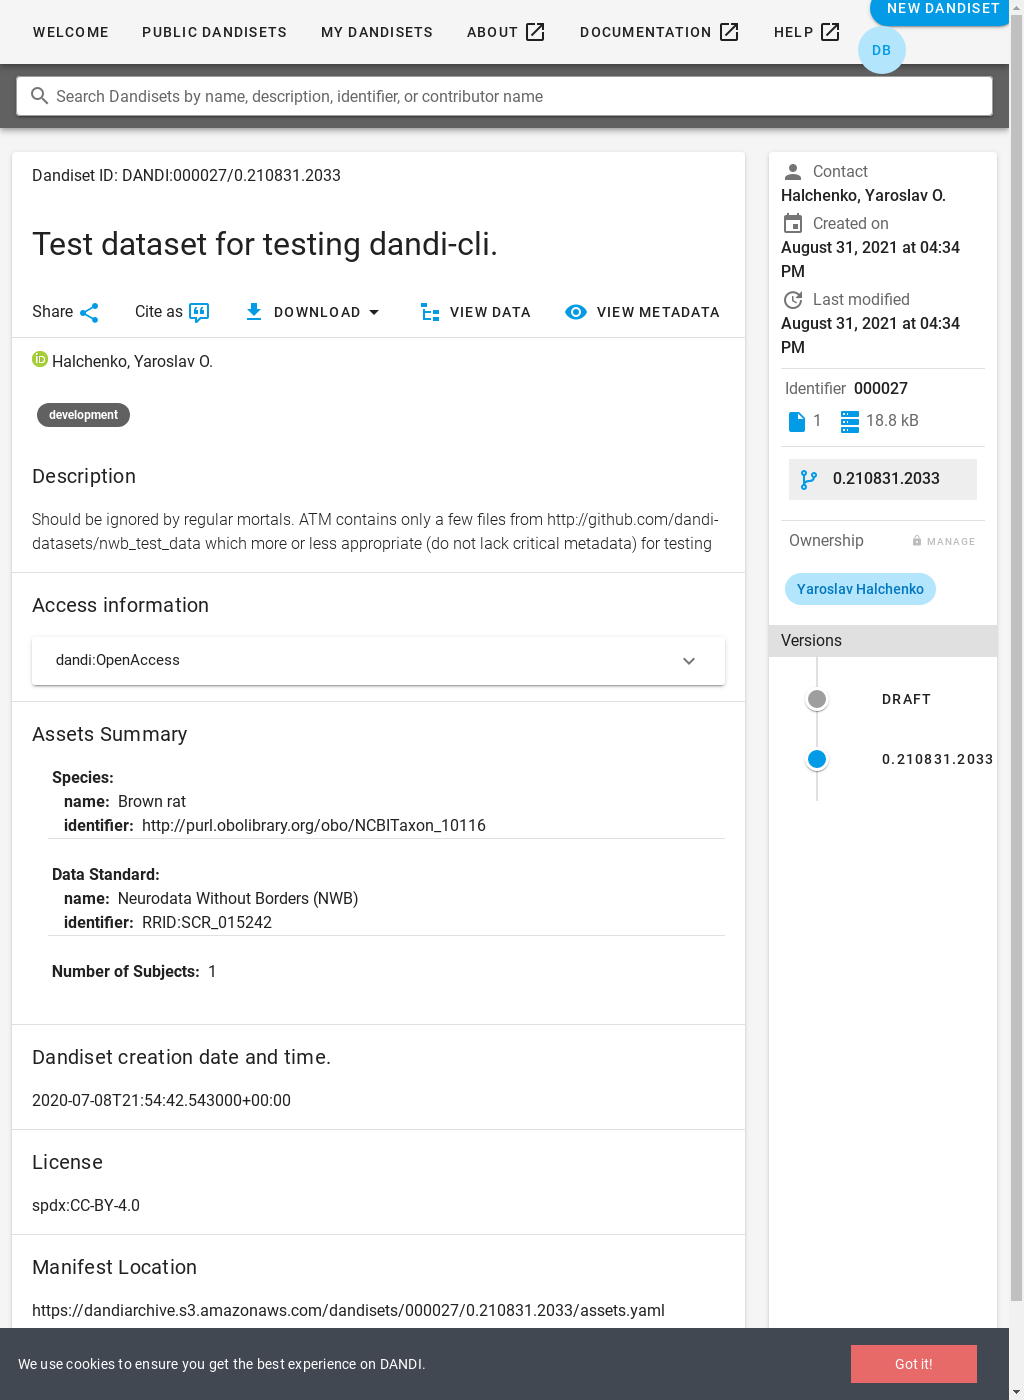 WELCOME
PUBLIC DANDISETS
MY DANDISETS
ABOUT
DOCUMENTATION
HELP
NEW DANDISET
DB
Search Dandisets by name, description, identifier, or contributor name
Dandiset ID: DANDI:000027/0.210831.2033
Test dataset for testing dandi-cli.
Share
Cite as
DOWNLOAD
VIEW DATA
VIEW METADATA
Halchenko, Yaroslav O.
development
Description
Should be ignored by regular mortals. ATM contains only a few files from http://github.com/dandi-
datasets/nwb_test_data which more or less appropriate (do not lack critical metadata) for testing
Access information
dandi:OpenAccess
Assets Summary
Species:
name: Brown rat
identifier: http://purl.obolibrary.org/obo/NCBITaxon_10116
Data Standard:
name: Neurodata Without Borders (NWB)
identifier: RRID:SCR_015242
Number of Subjects: 1
Dandiset creation date and time.
2020-07-08T21:54:42.543000+00:00
License
spdx:CC-BY-4.0
Manifest Location
https://dandiarchive.s3.amazonaws.com/dandisets/000027/0.210831.2033/assets.yaml
Contact
Halchenko, Yaroslav O.
Created on
August 31, 2021 at 04:34
PM
Last modified
August 31, 2021 at 04:34
PM
Identifier 000027
1 18.8 kB
0.210831.2033
Ownership
MANAGE
Yaroslav Halchenko
Versions
DRAFT
0.210831.2033
We use cookies to ensure you get the best experience on DANDI.
Got it!